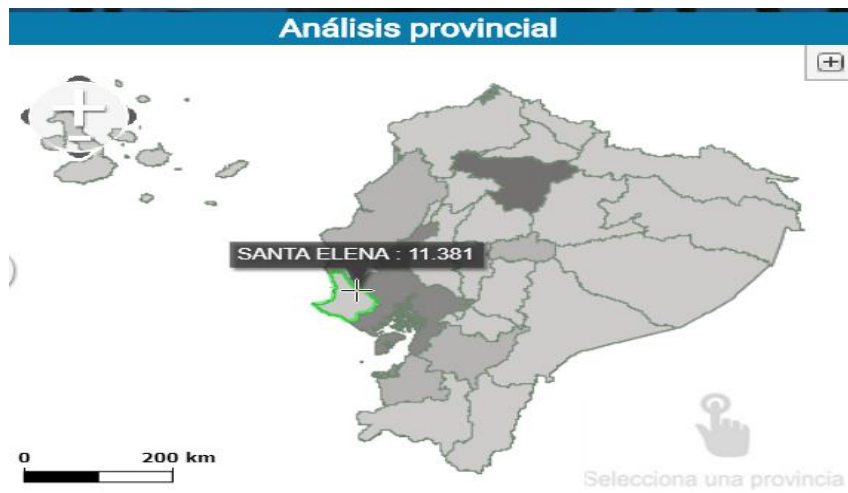 Análisis provincial
SANTA ELENA : 11.381
0 200 km
Selecciona una provincia